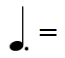 ♩. =